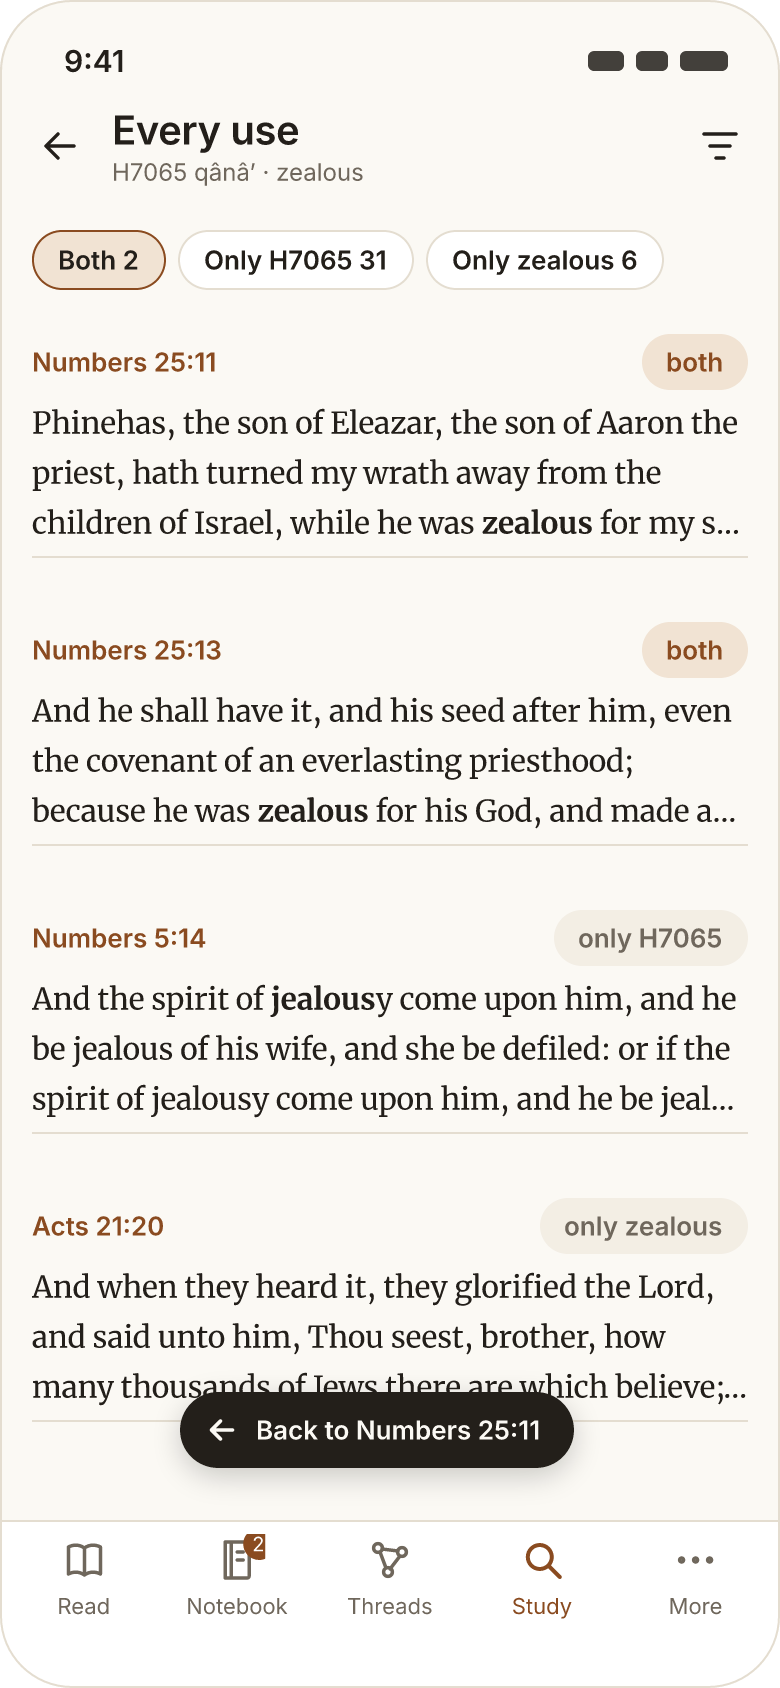 9:41
Every use
H7065 qânâʼ · zealous
Both 2
Only H7065 31
Only zealous 6
Numbers 25:11
both
Phinehas, the son of Eleazar, the son of Aaron the
priest, hath turned my wrath away from the
children of Israel, while he was zealous for my s...
Numbers 25:13
both
And he shall have it, and his seed after him, even
the covenant of an everlasting priesthood;
because he was zealous for his God, and made a...
Numbers 5:14
only H7065
And the spirit of jealousy come upon him, and he
be jealous of his wife, and she be defiled: or if the
spirit of jealousy come upon him, and he be jeal...
Acts 21:20
only zealous
And when they heard it, they glorified the Lord,
and said unto him, Thou seest, brother, how
many thousands of Jews there are which believe;...
Back to Numbers 25:11
2
Read
Notebook
Threads
Study
More